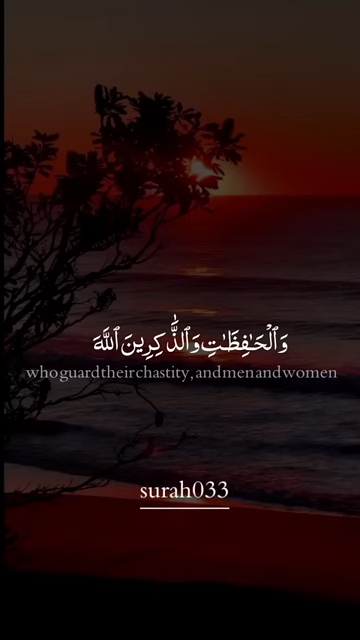 وَٱلْحَـٰفِظَـٰتِ وَٱلذَّٰكِرِينَ ٱللَّهَ
whoguardtheirchastity,andmenandwomen
surah033